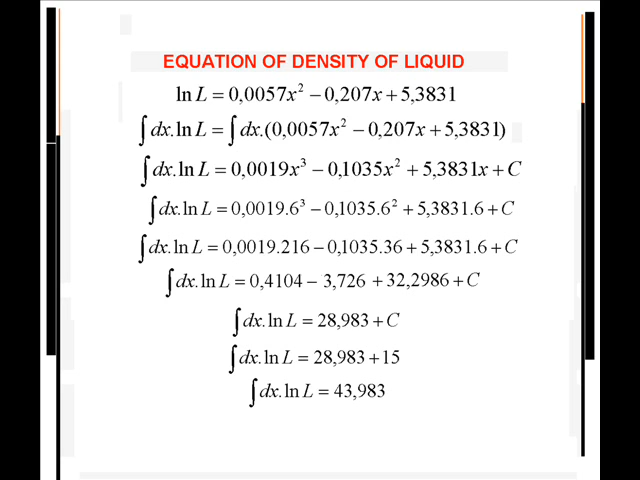 EQUATION OF DENSITY OF LIQUID
ln L = 0,0057x² − 0,207x + 5,3831
∫dx.ln L = ∫dx.(0,0057x² − 0,207x + 5,3831)
∫dx.ln L = 0,0019x³ − 0,1035x² + 5,3831x + C
∫dx.ln L = 0,0019.6³ − 0,1035.6² + 5,3831.6 + C
∫dx.ln L = 0,0019.216 − 0,1035.36 + 5,3831.6 + C
∫dx.ln L = 0,4104 − 3,726 + 32,2986 + C
∫dx.ln L = 28,983 + C
∫dx.ln L = 28,983 + 15
∫dx.ln L = 43,983